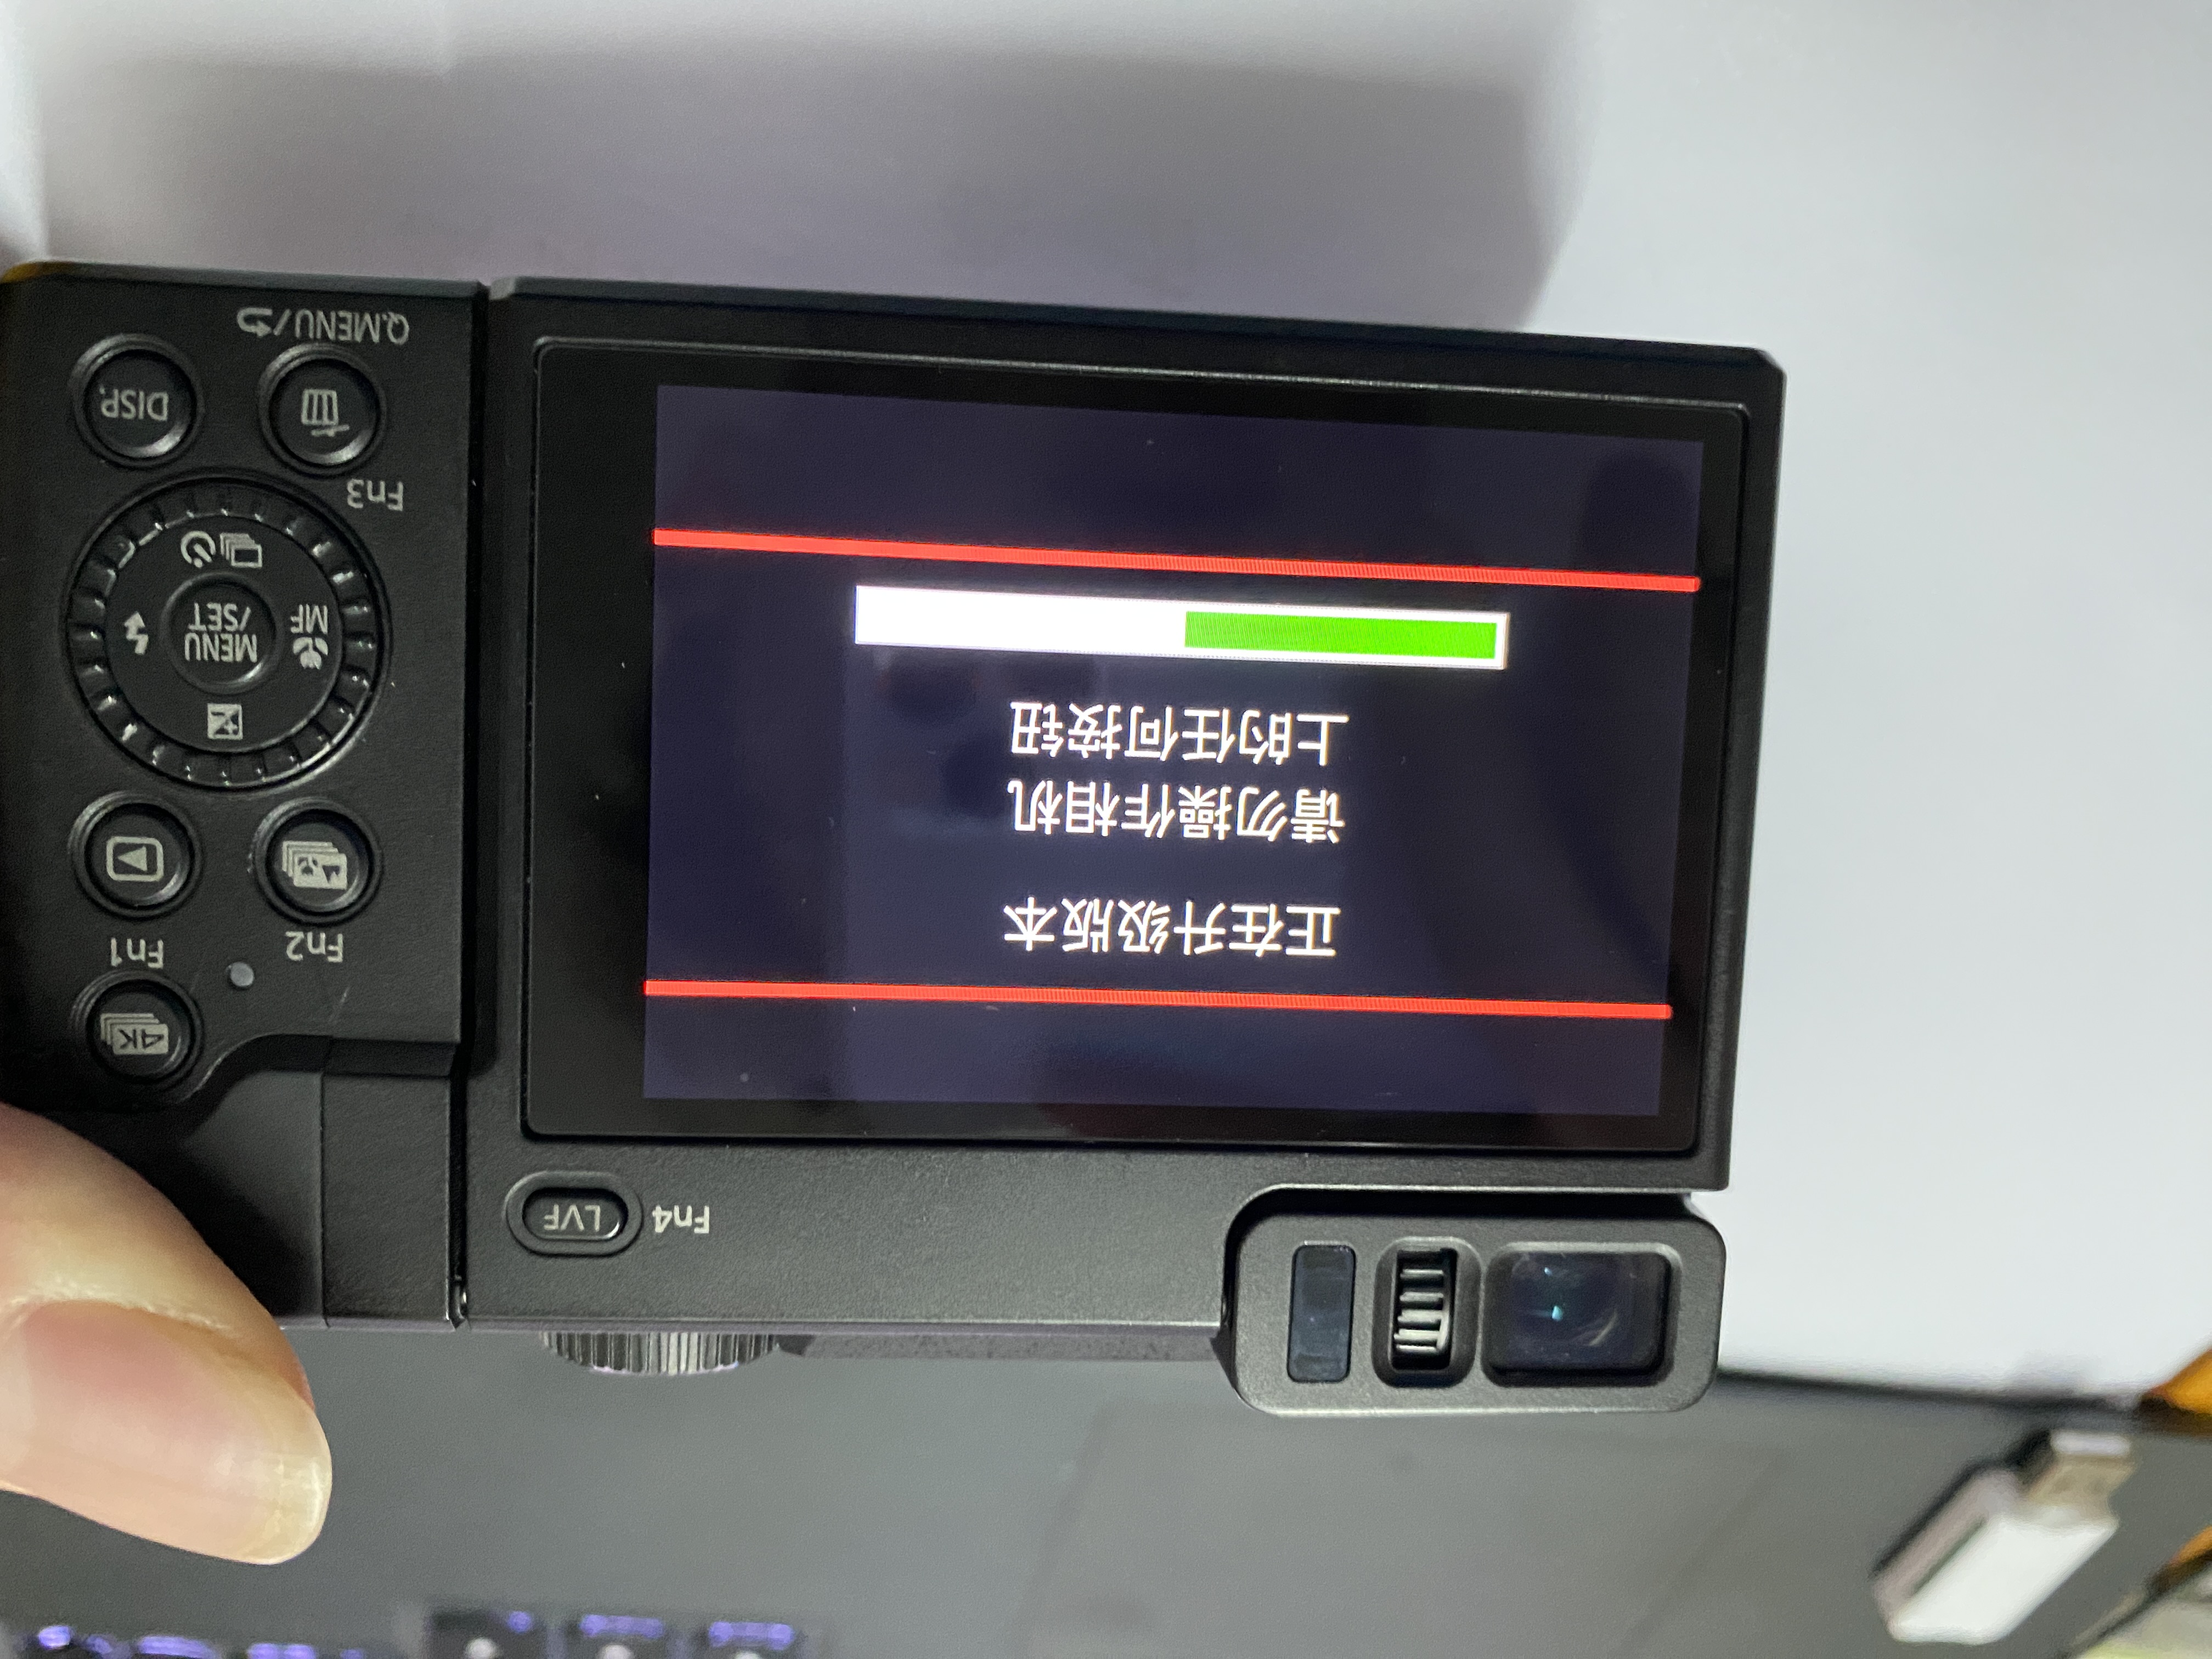 Fn4 LVF
正在升级版本
请勿操作相机
上的任何按钮
4K
Fn2 Fn1
MF
MENU
/SET
Fn3
DISP.
Q.MENU/